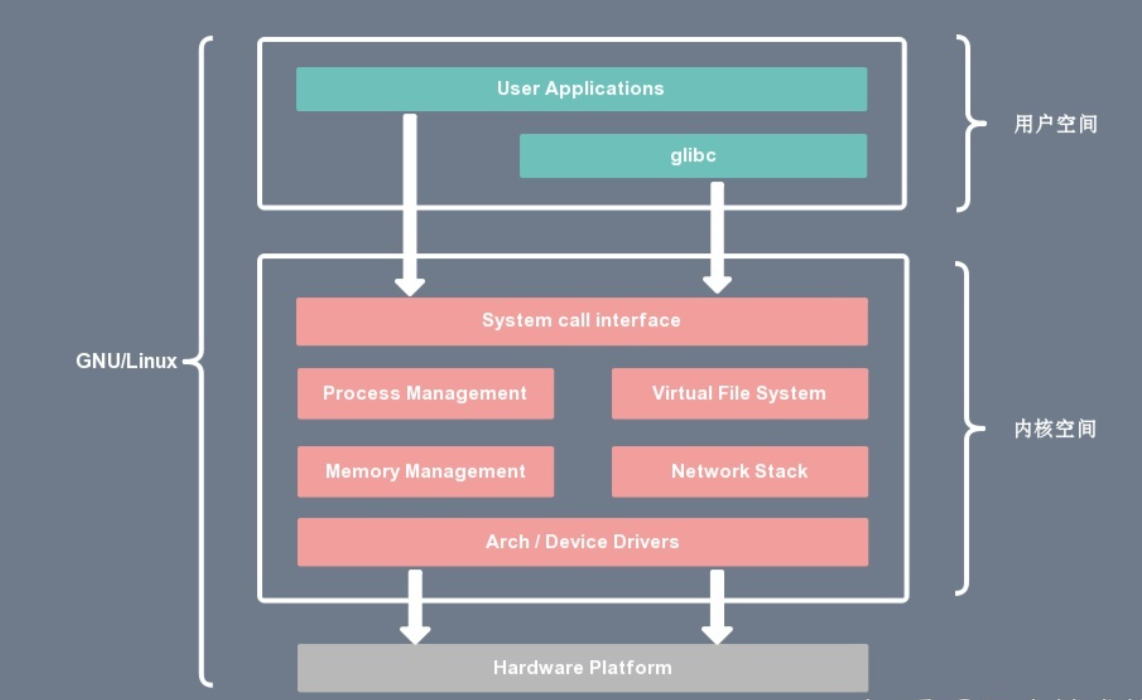 User Applications
glibc
用户空间
System call interface
GNU/Linux
Process Management
Virtual File System
内核空间
Memory Management
Network Stack
Arch / Device Drivers
Hardware Platform